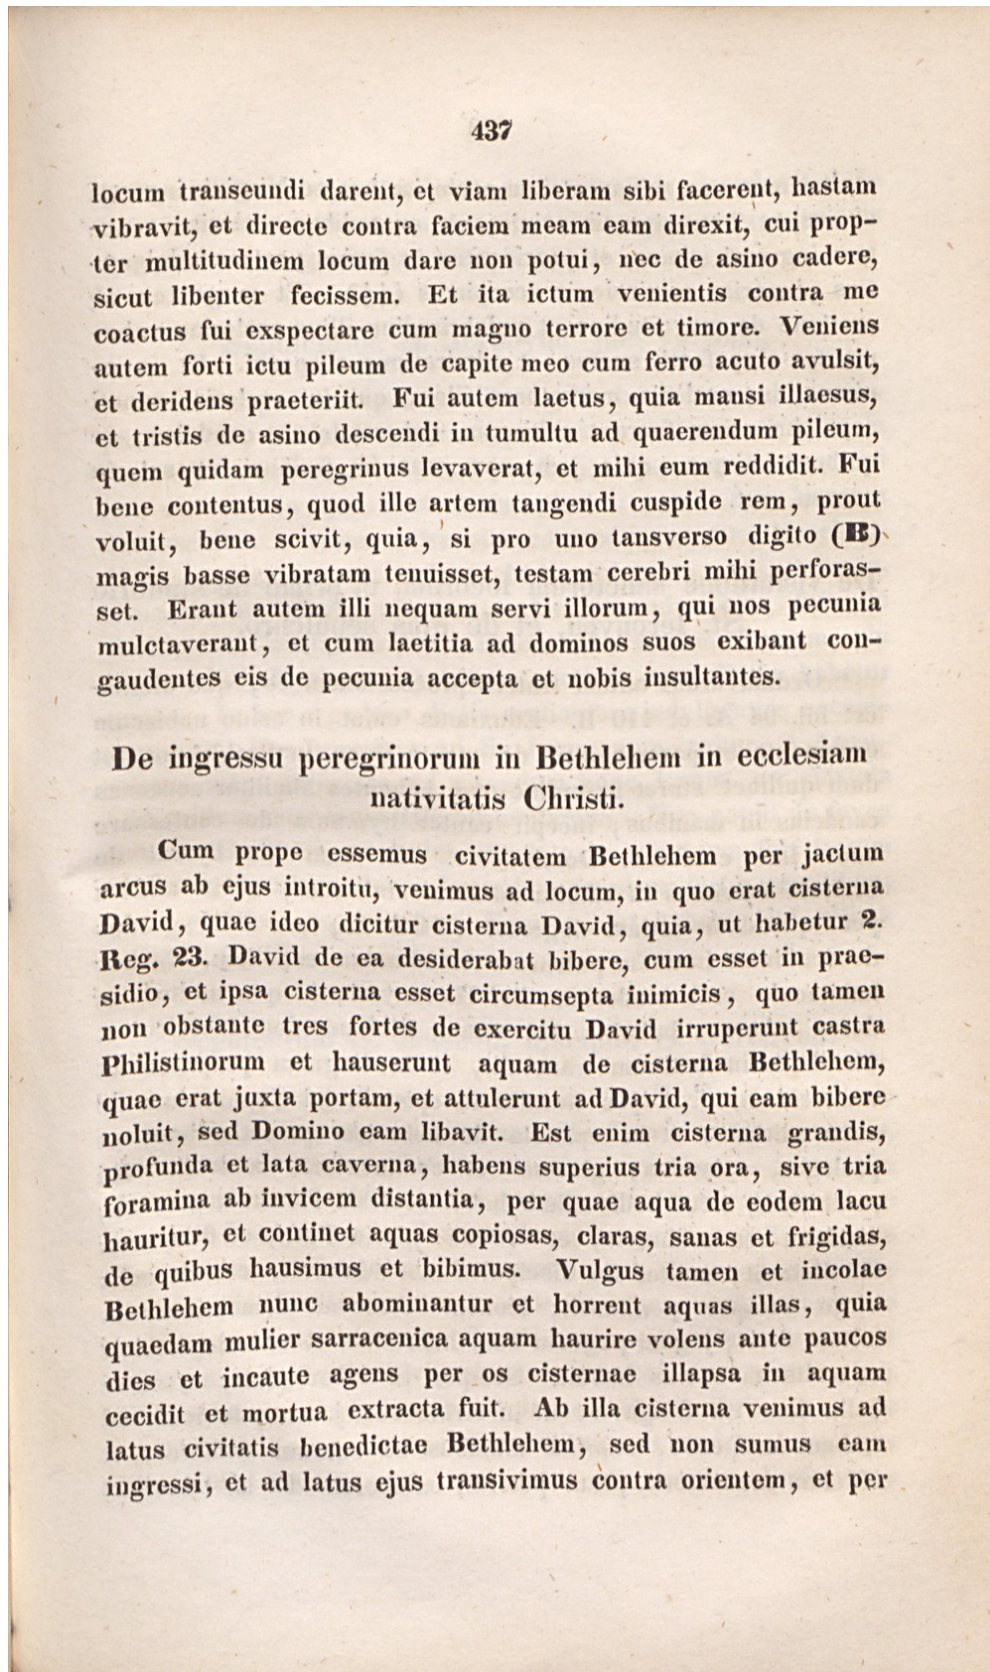 437
locum transeundi darent, et viam liberam sibi facerent, hastam
vibravit, et directe contra faciem meam eam direxit, cui prop-
ter multitudinem locum dare non potui, nec de asino cadere,
sicut libenter fecissem. Et ita ictum venientis contra me
coactus fui exspectare cum magno terrore et timore. Veniens
autem forti ictu pileum de capite meo cum ferro acuto avulsit,
et deridens praeteriit. Fui autem laetus, quia mansi illaesus,
et tristis de asino descendi in tumultu ad quaerendum pileum,
quem quidam peregrinus levaverat, et mihi eum reddidit. Fui
bene contentus, quod ille artem tangendi cuspide rem, prout
voluit, bene scivit, quia, si pro uno tansverso digito (B)
magis basse vibratam tenuisset, testam cerebri mihi perforas-
set. Erant autem illi nequam servi illorum, qui nos pecunia
mulctaverant, et cum laetitia ad dominos suos exibant con-
gaudentes eis de pecunia accepta et nobis insultantes.
De ingressu peregrinorum in Bethlehem in ecclesiam
nativitatis Christi.
Cum prope essemus civitatem Bethlehem per jactum
arcus ab ejus introitu, venimus ad locum, in quo erat cisterna
David, quae ideo dicitur cisterna David, quia, ut habetur 2.
Reg. 23. David de ea desiderabat bibere, cum esset in prae-
sidio, et ipsa cisterna esset circumsepta inimicis, quo tamen
non obstante tres fortes de exercitu David irruperunt castra
Philistinorum et hauserunt aquam de cisterna Bethlehem,
quae erat juxta portam, et attulerunt ad David, qui eam bibere
noluit, sed Domino eam libavit. Est enim cisterna grandis,
profunda et lata caverna, habens superius tria ora, sive tria
foramina ab invicem distantia, per quae aqua de eodem lacu
hauritur, et continet aquas copiosas, claras, sanas et frigidas,
de quibus hausimus et bibimus. Vulgus tamen et incolae
Bethlehem nunc abominantur et horrent aquas illas, quia
quaedam mulier sarracenica aquam haurire volens ante paucos
dies et incaute agens per os cisternae illapsa in aquam
cecidit et mortua extracta fuit. Ab illa cisterna venimus ad
latus civitatis benedictae Bethlehem, sed non sumus eam
ingressi, et ad latus ejus transivimus contra orientem, et per